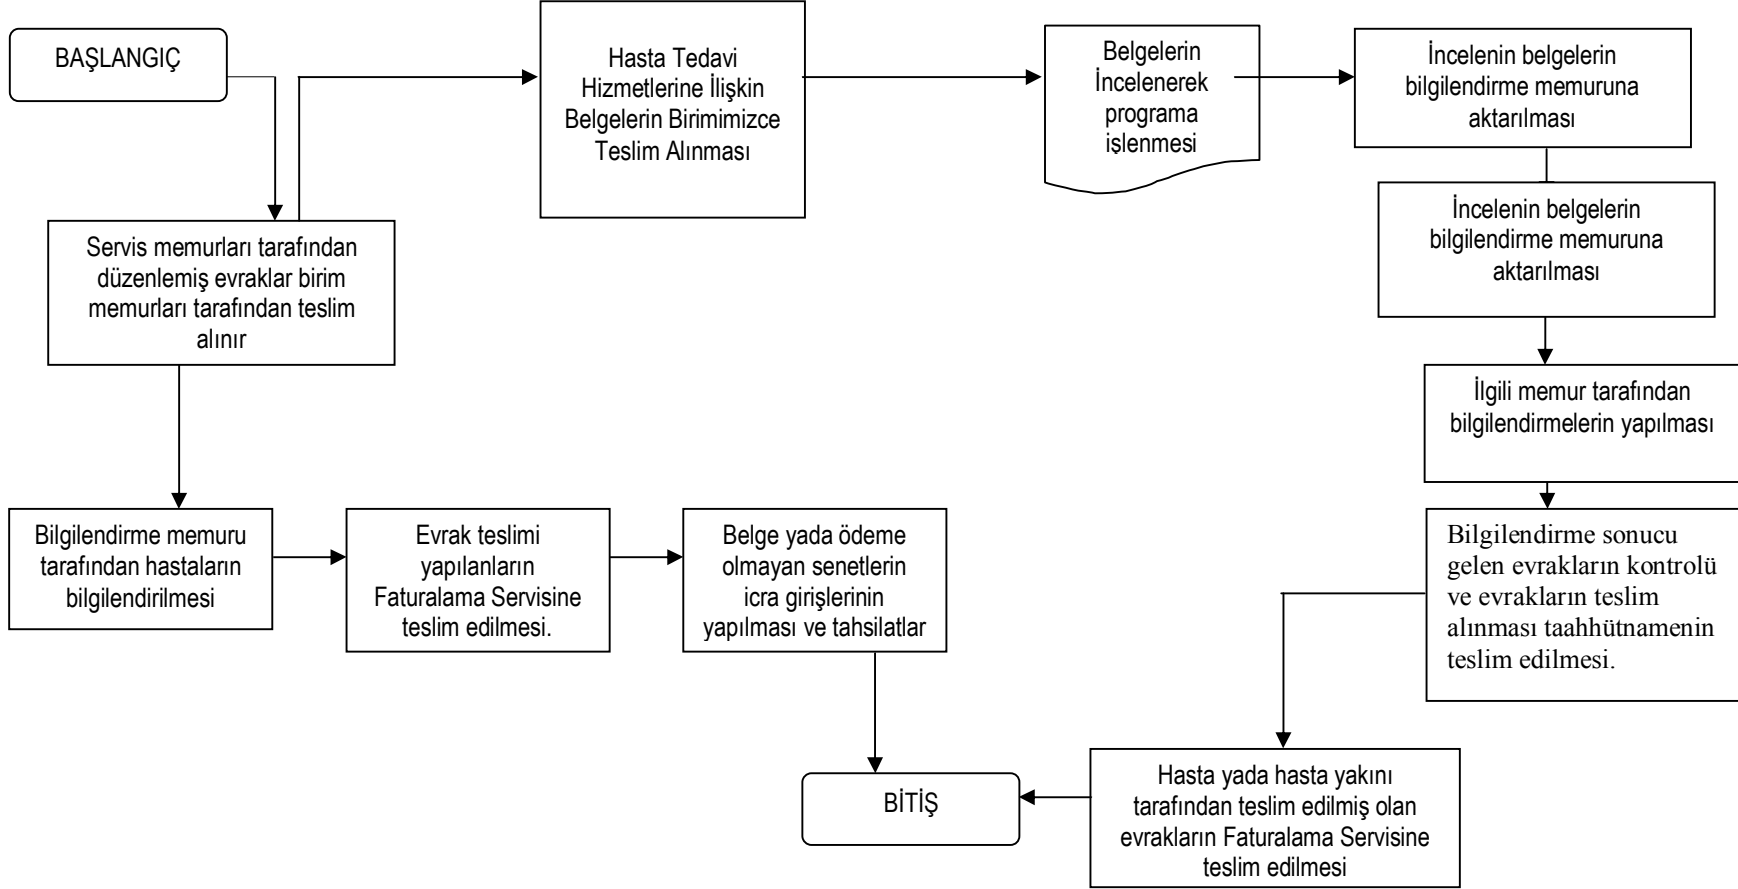 BAŞLANGIÇ
Servis memurları tarafından
düzenlemiş evraklar birim
memurları tarafından teslim
alınır
Hasta Tedavi
Hizmetlerine İlişkin
Belgelerin Birimimizce
Teslim Alınması
Belgelerin
İncelenerek
programa
işlenmesi
İncelenin belgelerin
bilgilendirme memuruna
aktarılması
İncelenin belgelerin
bilgilendirme memuruna
aktarılması
İlgili memur tarafından
bilgilendirmelerin yapılması
Bilgilendirme sonucu
gelen evrakların kontrolü
ve evrakların teslim
alınması taahhütnamenin
teslim edilmesi.
Hasta yada hasta yakını
tarafından teslim edilmiş olan
evrakların Faturalama Servisine
teslim edilmesi
Bilgilendirme memuru
tarafından hastaların
bilgilendirilmesi
Evrak teslimi
yapılanların
Faturalama Servisine
teslim edilmesi.
Belge yada ödeme
olmayan senetlerin
icra girişlerinin
yapılması ve tahsilatlar
BİTİŞ